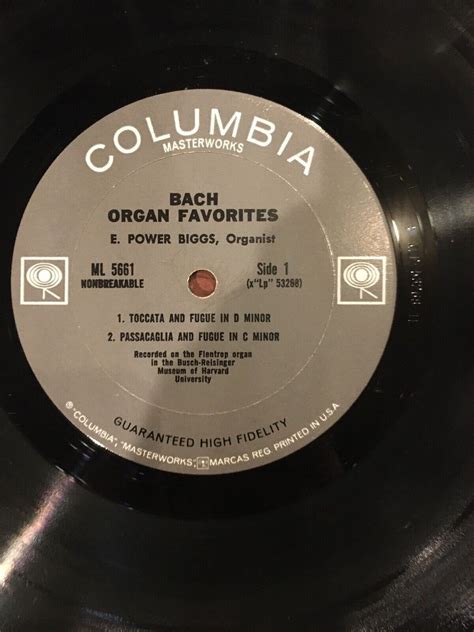 COLUMBIA
MASTERWORKS
BACH
ORGAN FAVORITES
E. POWER BIGGS, Organist
ML 5661
NONBREAKABLE
Side 1
(x"Lp" 53268)
1. TOCCATA AND FUGUE IN D MINOR
2. PASSACAGLIA AND FUGUE IN C MINOR
Recorded on the Flentrop organ
in the Busch-Reisinger
Museum of Harvard
University
GUARANTEED HIGH FIDELITY
® "COLUMBIA", "MASTERWORKS", MARCAS REG. PRINTED IN U.S.A.